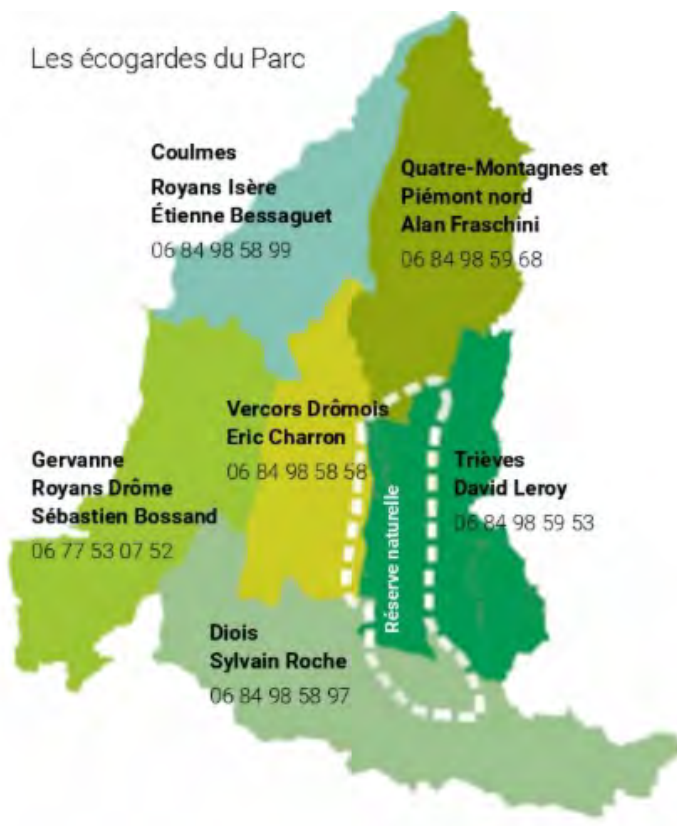 Les écogardes du Parc
Coulmes
Royans Isère
Étienne Bessaguet
06 84 98 58 99
Quatre-Montagnes et
Piémont nord
Alan Fraschini
06 84 98 59 68
Vercors Drômois
Eric Charron
06 84 98 58 58
Gervanne
Royans Drôme
Sébastien Bossand
06 77 53 07 52
Trièves
David Leroy
06 84 98 59 53
Réserve naturelle
Diois
Sylvain Roche
06 84 98 58 97